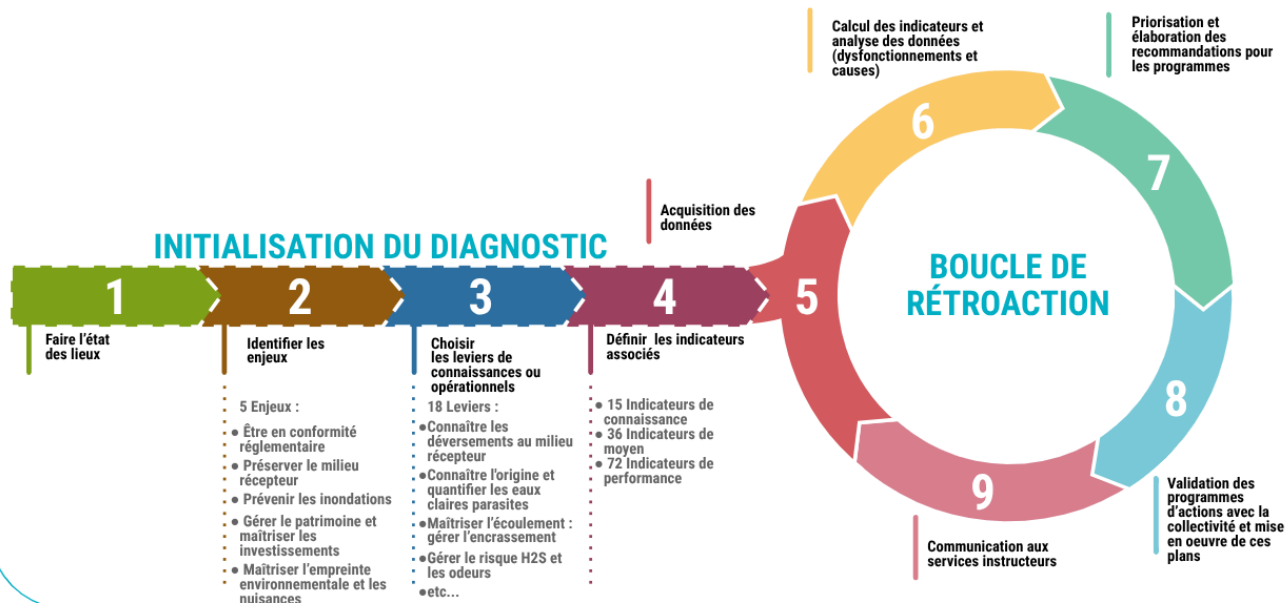 INITIALISATION DU DIAGNOSTIC
1
Faire l'état
des lieux
2
Identifier les
enjeux
5 Enjeux :
● Être en conformité
réglementaire
● Préserver le milieu
récepteur
● Prévenir les inondations
● Gérer le patrimoine et
maîtriser les
investissements
● Maîtriser l'empreinte
environnementale et les
nuisances
3
Choisir
les leviers de
connaissances ou
opérationnels
18 Leviers :
●Connaître les
déversements au milieu
récepteur
●Connaître l'origine et
quantifier les eaux
claires parasites
●Maîtriser l'écoulement :
gérer l'encrassement
●Gérer le risque H2S et
les odeurs
●etc...
4
Définir les indicateurs
associés
● 15 Indicateurs de
connaissance
● 36 Indicateurs de
moyen
● 72 Indicateurs de
performance
BOUCLE DE
RÉTROACTION
5
Acquisition des
données
6
Calcul des indicateurs et
analyse des données
(dysfonctionnements et
causes)
7
Priorisation et
élaboration des
recommandations pour
les programmes
8
Validation des
programmes
d'actions avec la
collectivité et mise
en oeuvre de ces
plans
9
Communication aux
services instructeurs